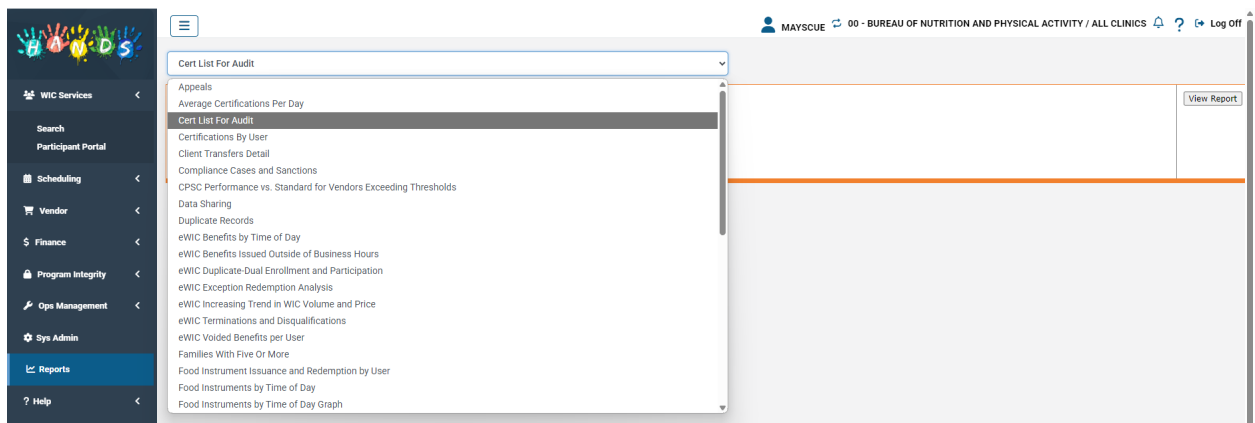 HANDS
MAYSCUE 00 - BUREAU OF NUTRITION AND PHYSICAL ACTIVITY / ALL CLINICS ? Log Off
WIC Services
Search
Participant Portal
Scheduling
Vendor
$ Finance
Program Integrity
Ops Management
Sys Admin
Reports
? Help
Cert List For Audit
Appeals
Average Certifications Per Day
Cert List For Audit
Certifications By User
Client Transfers Detail
Compliance Cases and Sanctions
CPSC Performance vs. Standard for Vendors Exceeding Thresholds
Data Sharing
Duplicate Records
eWIC Benefits by Time of Day
eWIC Benefits Issued Outside of Business Hours
eWIC Duplicate-Dual Enrollment and Participation
eWIC Exception Redemption Analysis
eWIC Increasing Trend in WIC Volume and Price
eWIC Terminations and Disqualifications
eWIC Voided Benefits per User
Families With Five Or More
Food Instrument Issuance and Redemption by User
Food Instruments by Time of Day
Food Instruments by Time of Day Graph
View Report